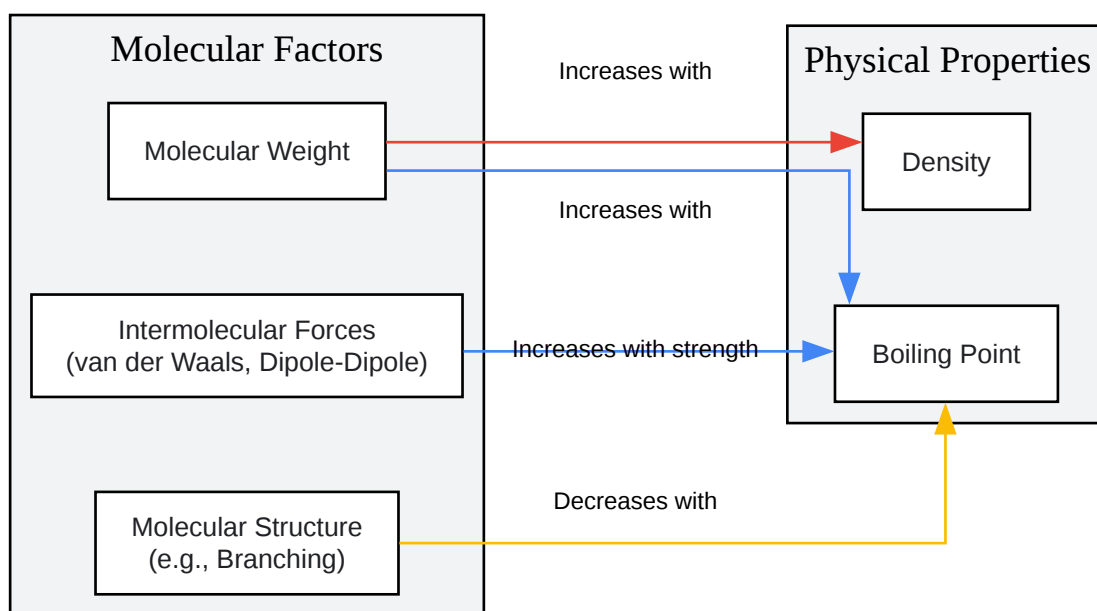 Molecular Factors
Physical Properties
Increases with
Molecular Weight
Density
Increases with
Intermolecular Forces
(van der Waals, Dipole-Dipole)
Increases with strength
Boiling Point
Decreases with
Molecular Structure
(e.g., Branching)